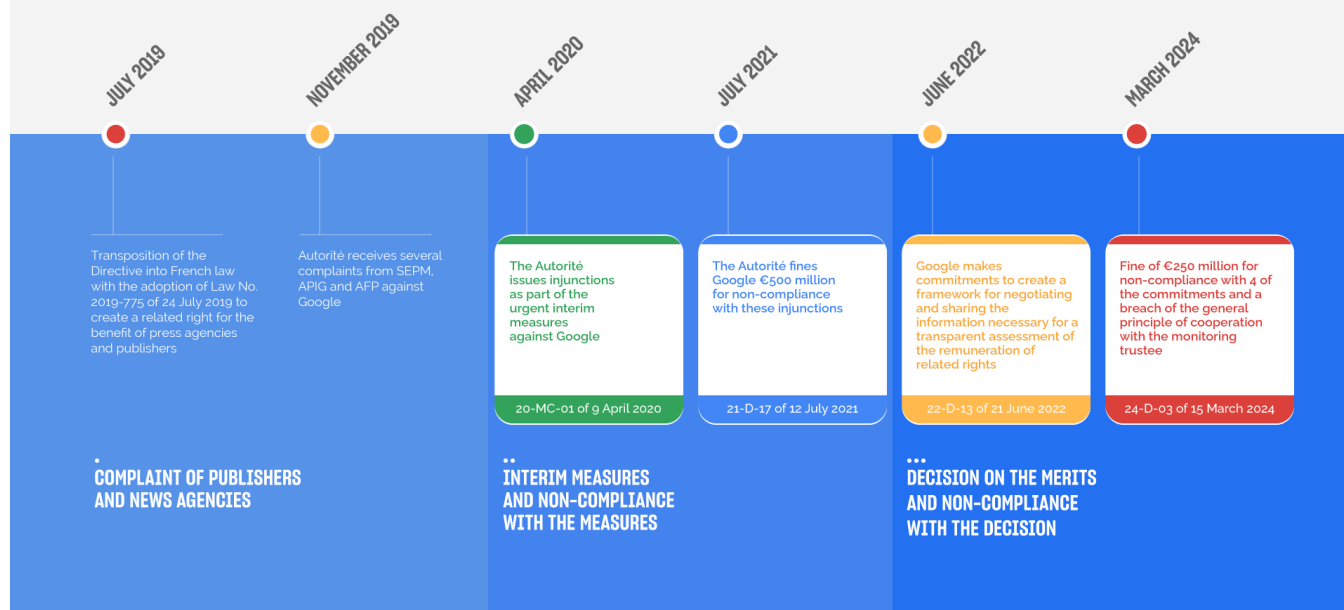 JULY 2019
NOVEMBER 2019
APRIL 2020
JULY 2021
JUNE 2022
MARCH 2024
Transposition of the
Directive into French law
with the adoption of Law No.
2019-775 of 24 July 2019 to
create a related right for the
benefit of press agencies
and publishers
Autorité receives several
complaints from SEPM,
APIG and AFP against
Google
The Autorité
issues injunctions
as part of the
urgent interim
measures
against Google
20-MC-01 of 9 April 2020
The Autorité fines
Google €500 million
for non-compliance
with these injunctions
21-D-17 of 12 July 2021
Google makes
commitments to create a
framework for negotiating
and sharing the
information necessary for a
transparent assessment of
the remuneration of
related rights
22-D-13 of 21 June 2022
Fine of €250 million for
non-compliance with 4 of
the commitments and a
breach of the general
principle of cooperation
with the monitoring
trustee
24-D-03 of 15 March 2024
COMPLAINT OF PUBLISHERS
AND NEWS AGENCIES
INTERIM MEASURES
AND NON-COMPLIANCE
WITH THE MEASURES
DECISION ON THE MERITS
AND NON-COMPLIANCE
WITH THE DECISION